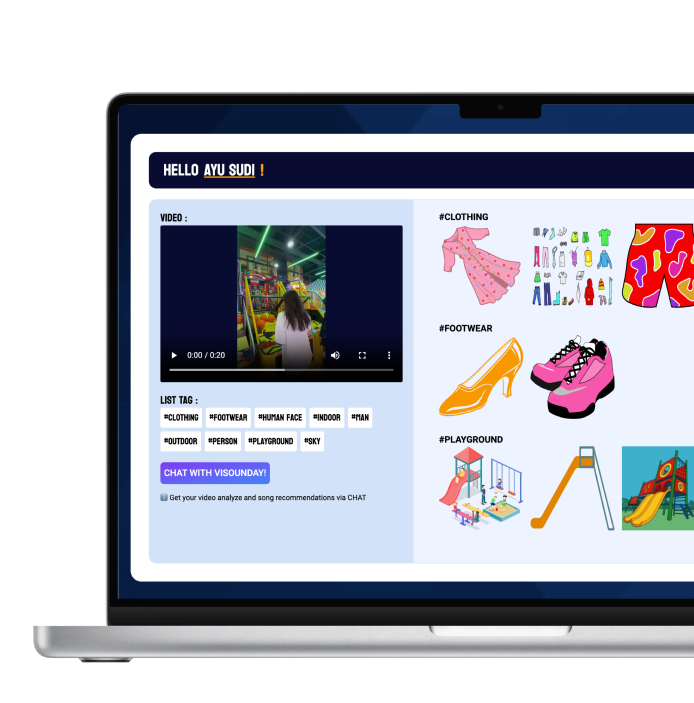 HELLO AYU SUDI !
VIDEO :
0:00 / 0:20
LIST TAG :
#CLOTHING #FOOTWEAR #HUMAN FACE #INDOOR #MAN
#OUTDOOR #PERSON #PLAYGROUND #SKY
CHAT WITH VISOUNDAY!
Get your video analyze and song recommendations via CHAT
#CLOTHING
#FOOTWEAR
#PLAYGROUND